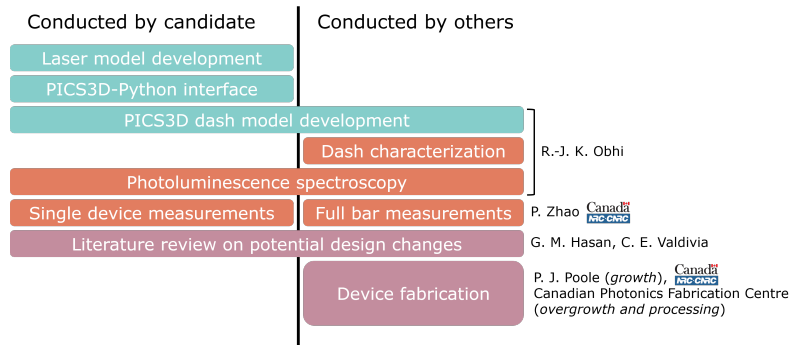 Conducted by candidate
Conducted by others
Laser model development
PICS3D-Python interface
PICS3D dash model development
Dash characterization
R.-J. K. Obhi
Photoluminescence spectroscopy
Single device measurements
Full bar measurements
P. Zhao
Canada
NRC·CNRC
Literature review on potential design changes
G. M. Hasan, C. E. Valdivia
Device fabrication
P. J. Poole (growth),
Canada
NRC·CNRC
Canadian Photonics Fabrication Centre
(overgrowth and processing)